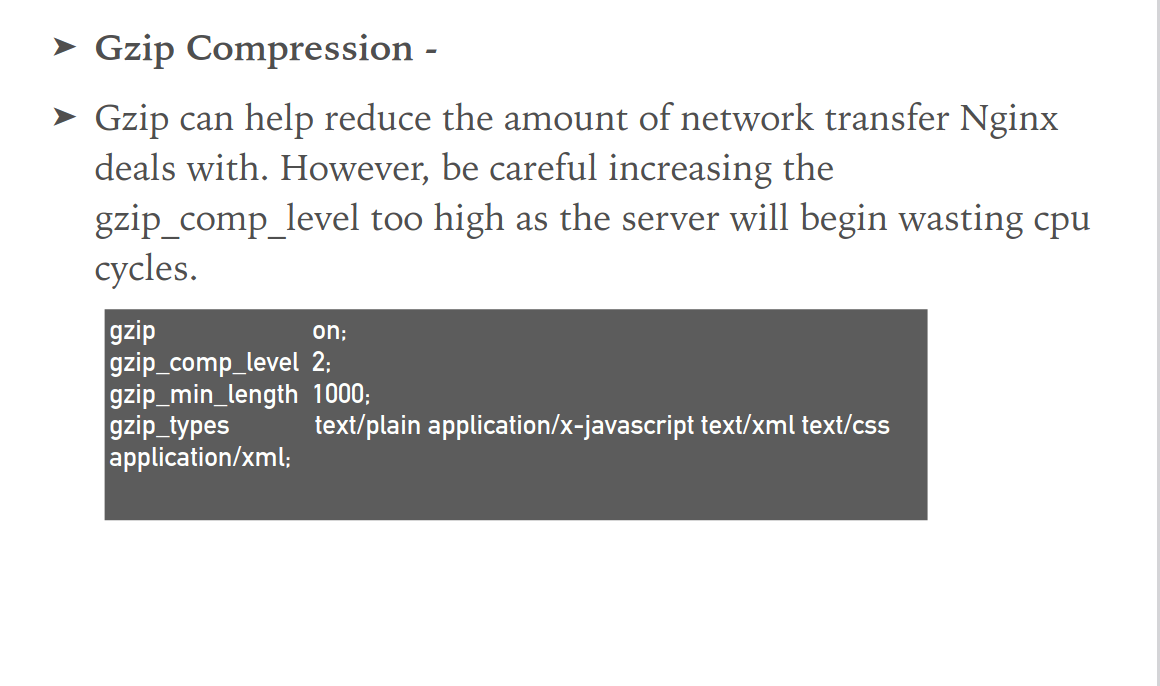 ➤ Gzip Compression -
➤ Gzip can help reduce the amount of network transfer Nginx
deals with. However, be careful increasing the
gzip_comp_level too high as the server will begin wasting cpu
cycles.
gzip on;
gzip_comp_level 2;
gzip_min_length 1000;
gzip_types text/plain application/x-javascript text/xml text/css
application/xml;